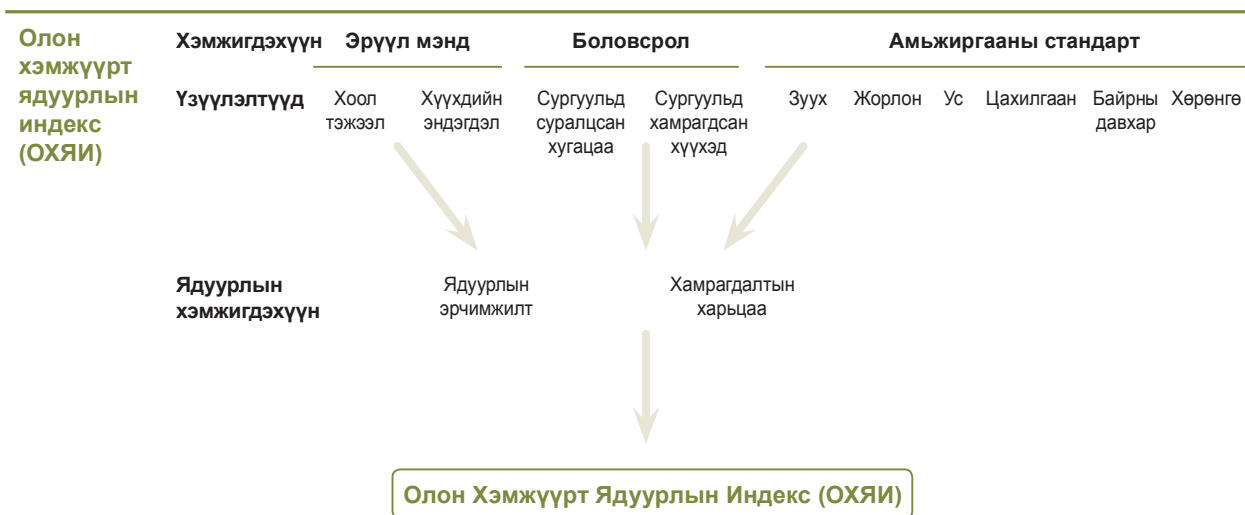 Олон
хэмжүүрт
ядуурлын
индекс
(ОХЯИ)
Хэмжигдэхүүн Эрүүл мэнд Боловсрол Амьжиргааны стандарт
Үзүүлэлтүүд
Хоол
тэжээл
Хүүхдийн
эндэгдэл
Сургуульд
суралцсан
хугацаа
Сургуульд
хамрагдсан
хүүхэд
Зуух
Жорлон
Ус
Цахилгаан
Байрны
давхар
Хөрөнгө
Ядуурлын
хэмжигдэхүүн
Ядуурлын
эрчимжилт
Хамрагдалтын
харьцаа
Олон Хэмжүүрт Ядуурлын Индекс (ОХЯИ)